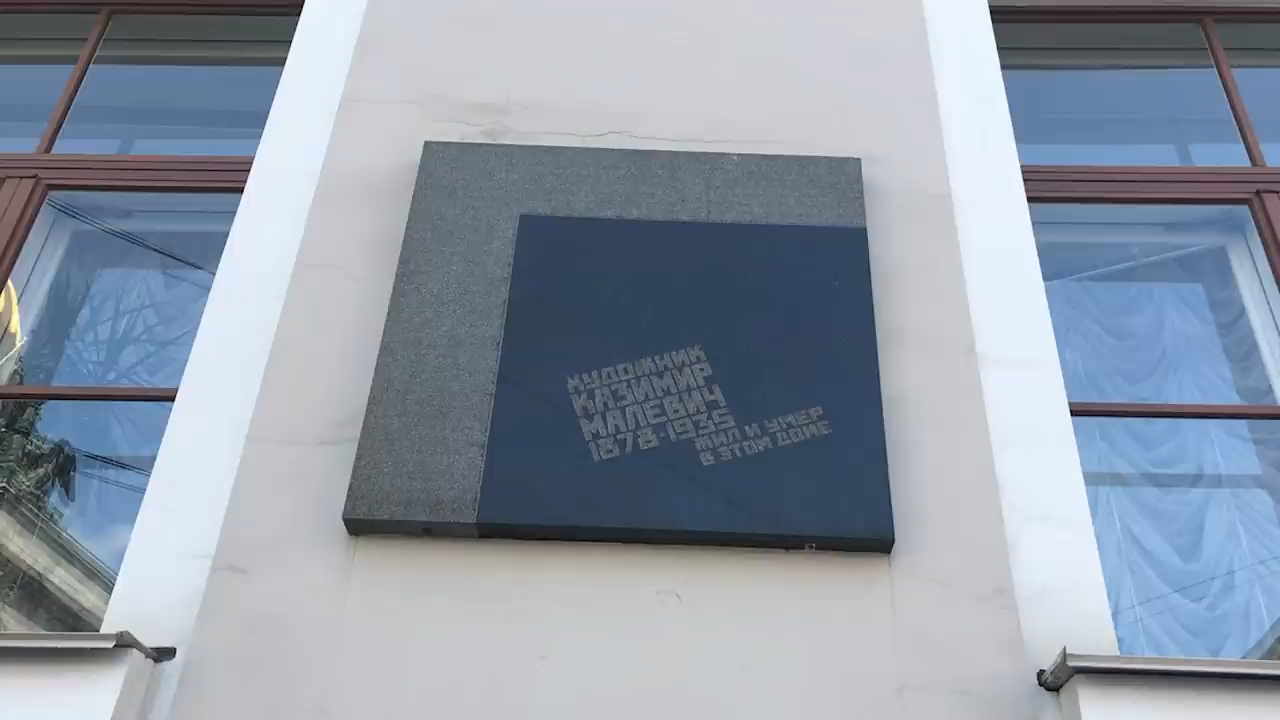 ХУДОЖНИК
КАЗИМИР
МАЛЕВИЧ
1878-1935
ЖИЛ И УМЕР
В ЭТОМ ДОМЕ